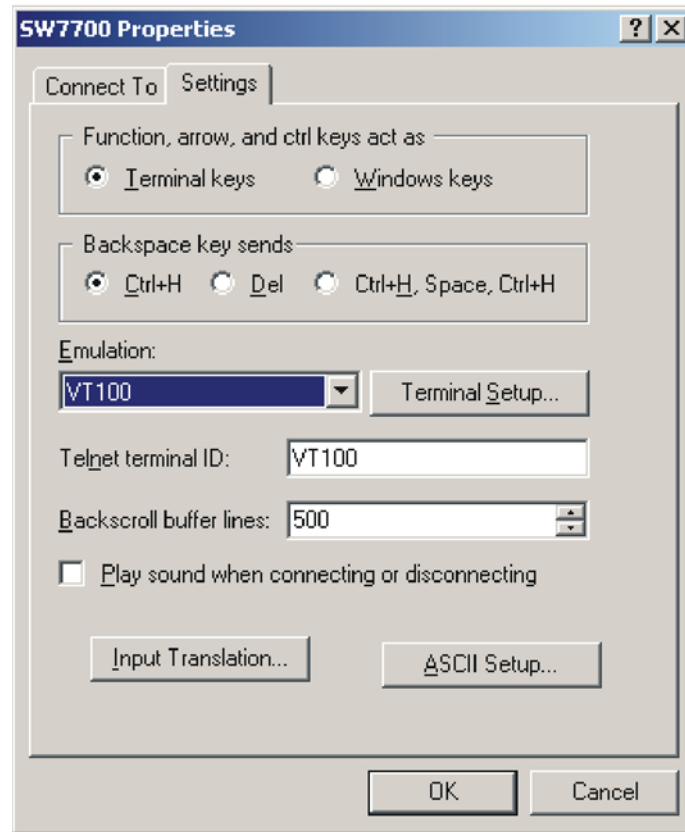 SW7700 Properties
Connect To Settings
Function, arrow, and ctrl keys act as
Terminal keys Windows keys
Backspace key sends
Ctrl+H Del Ctrl+H, Space, Ctrl+H
Emulation:
VT100 Terminal Setup...
Telnet terminal ID: VT100
Backscroll buffer lines: 500
Play sound when connecting or disconnecting
Input Translation... ASCII Setup...
OK Cancel